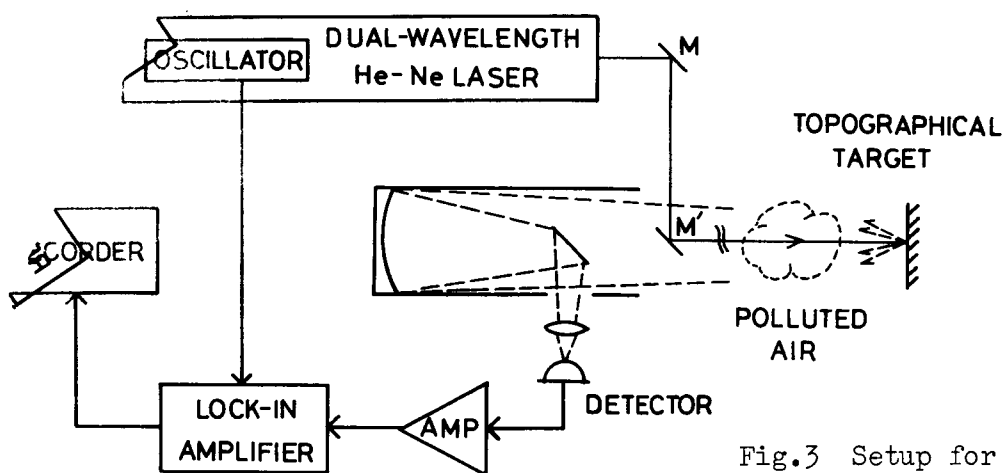 DUAL-WAVELENGTH
He-Ne LASER
OSCILLATOR
M
TOPOGRAPHICAL
TARGET
M'
CORDER
POLLUTED
AIR
DETECTOR
LOCK-IN
AMPLIFIER
AMP
Fig.3 Setup for